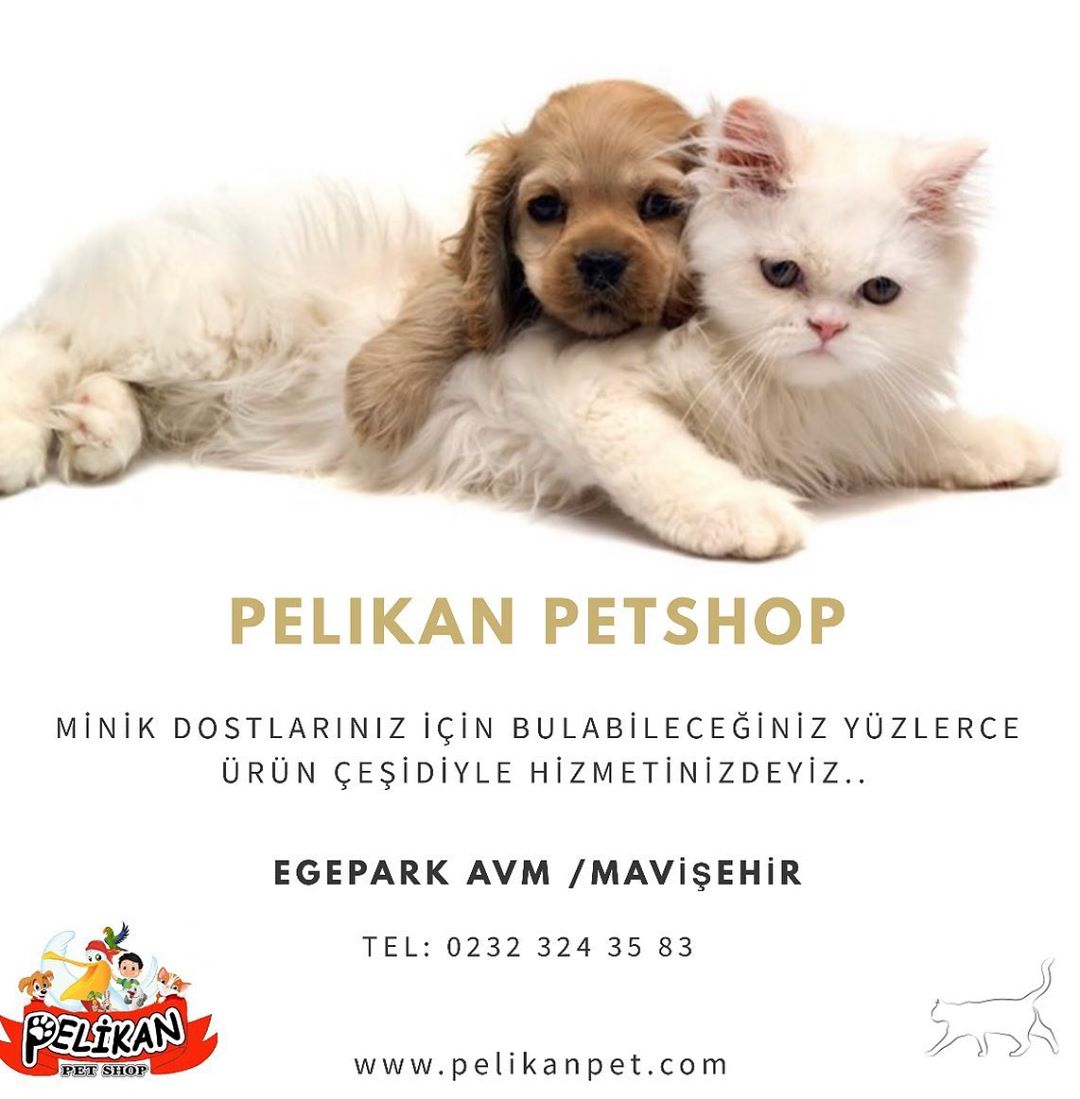 PELIKAN PETSHOP
MİNİK DOSTLARINIZ İÇİN BULABİLECEĞİNİZ YÜZLERCE
ÜRÜN ÇEŞİDİYLE HİZMETİNİZDEYİZ..
EGEPARK AVM /MAVİŞEHİR
TEL: 0232 324 35 83
PELİKAN
PET SHOP
www.pelikanpet.com